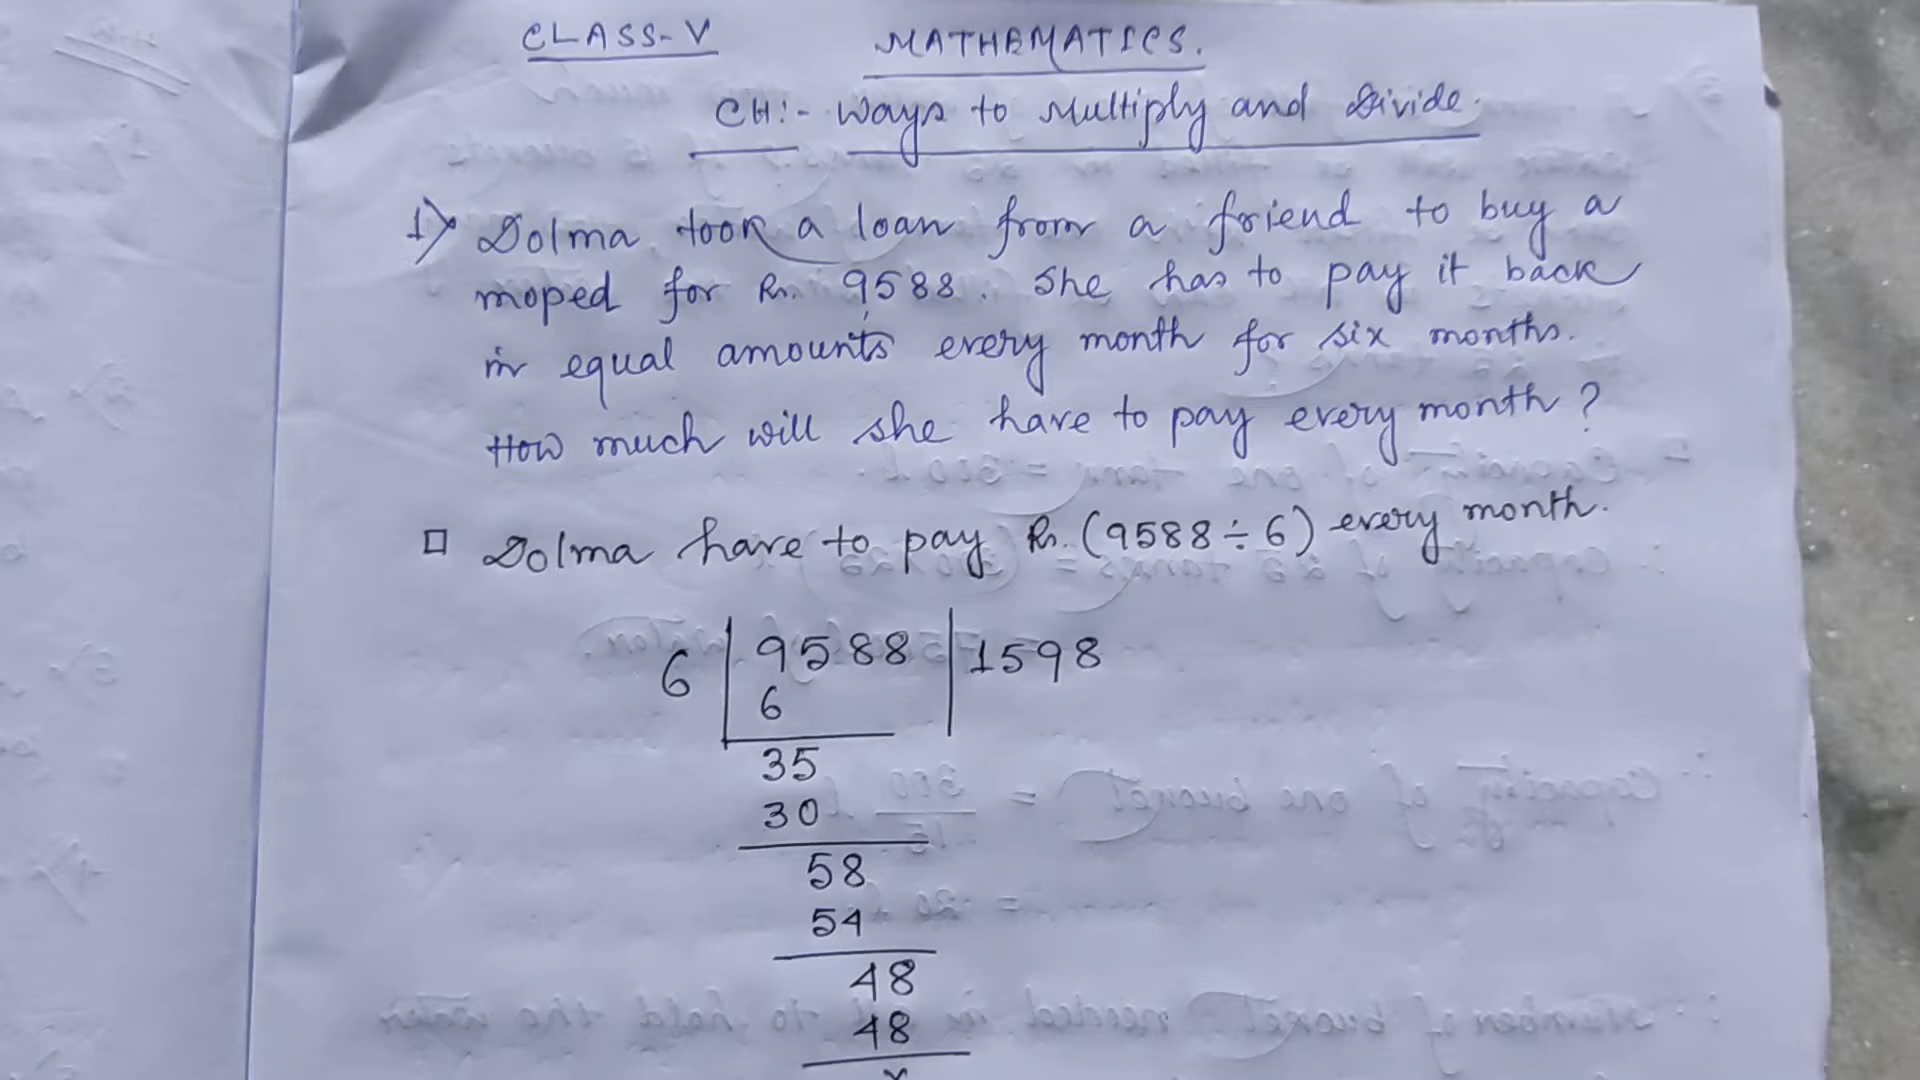 CLASS-V MATHEMATICS.
CH:- Ways to Multiply and Divide.
1) Dolma took a loan from a friend to buy a
moped for Rs. 9588. She has to pay it back
in equal amounts every month for six months.
How much will she have to pay every month?
Dolma have to pay Rs. (9588÷6) every month.
6 9588 1598
6
35
30
58
54
48
48
x